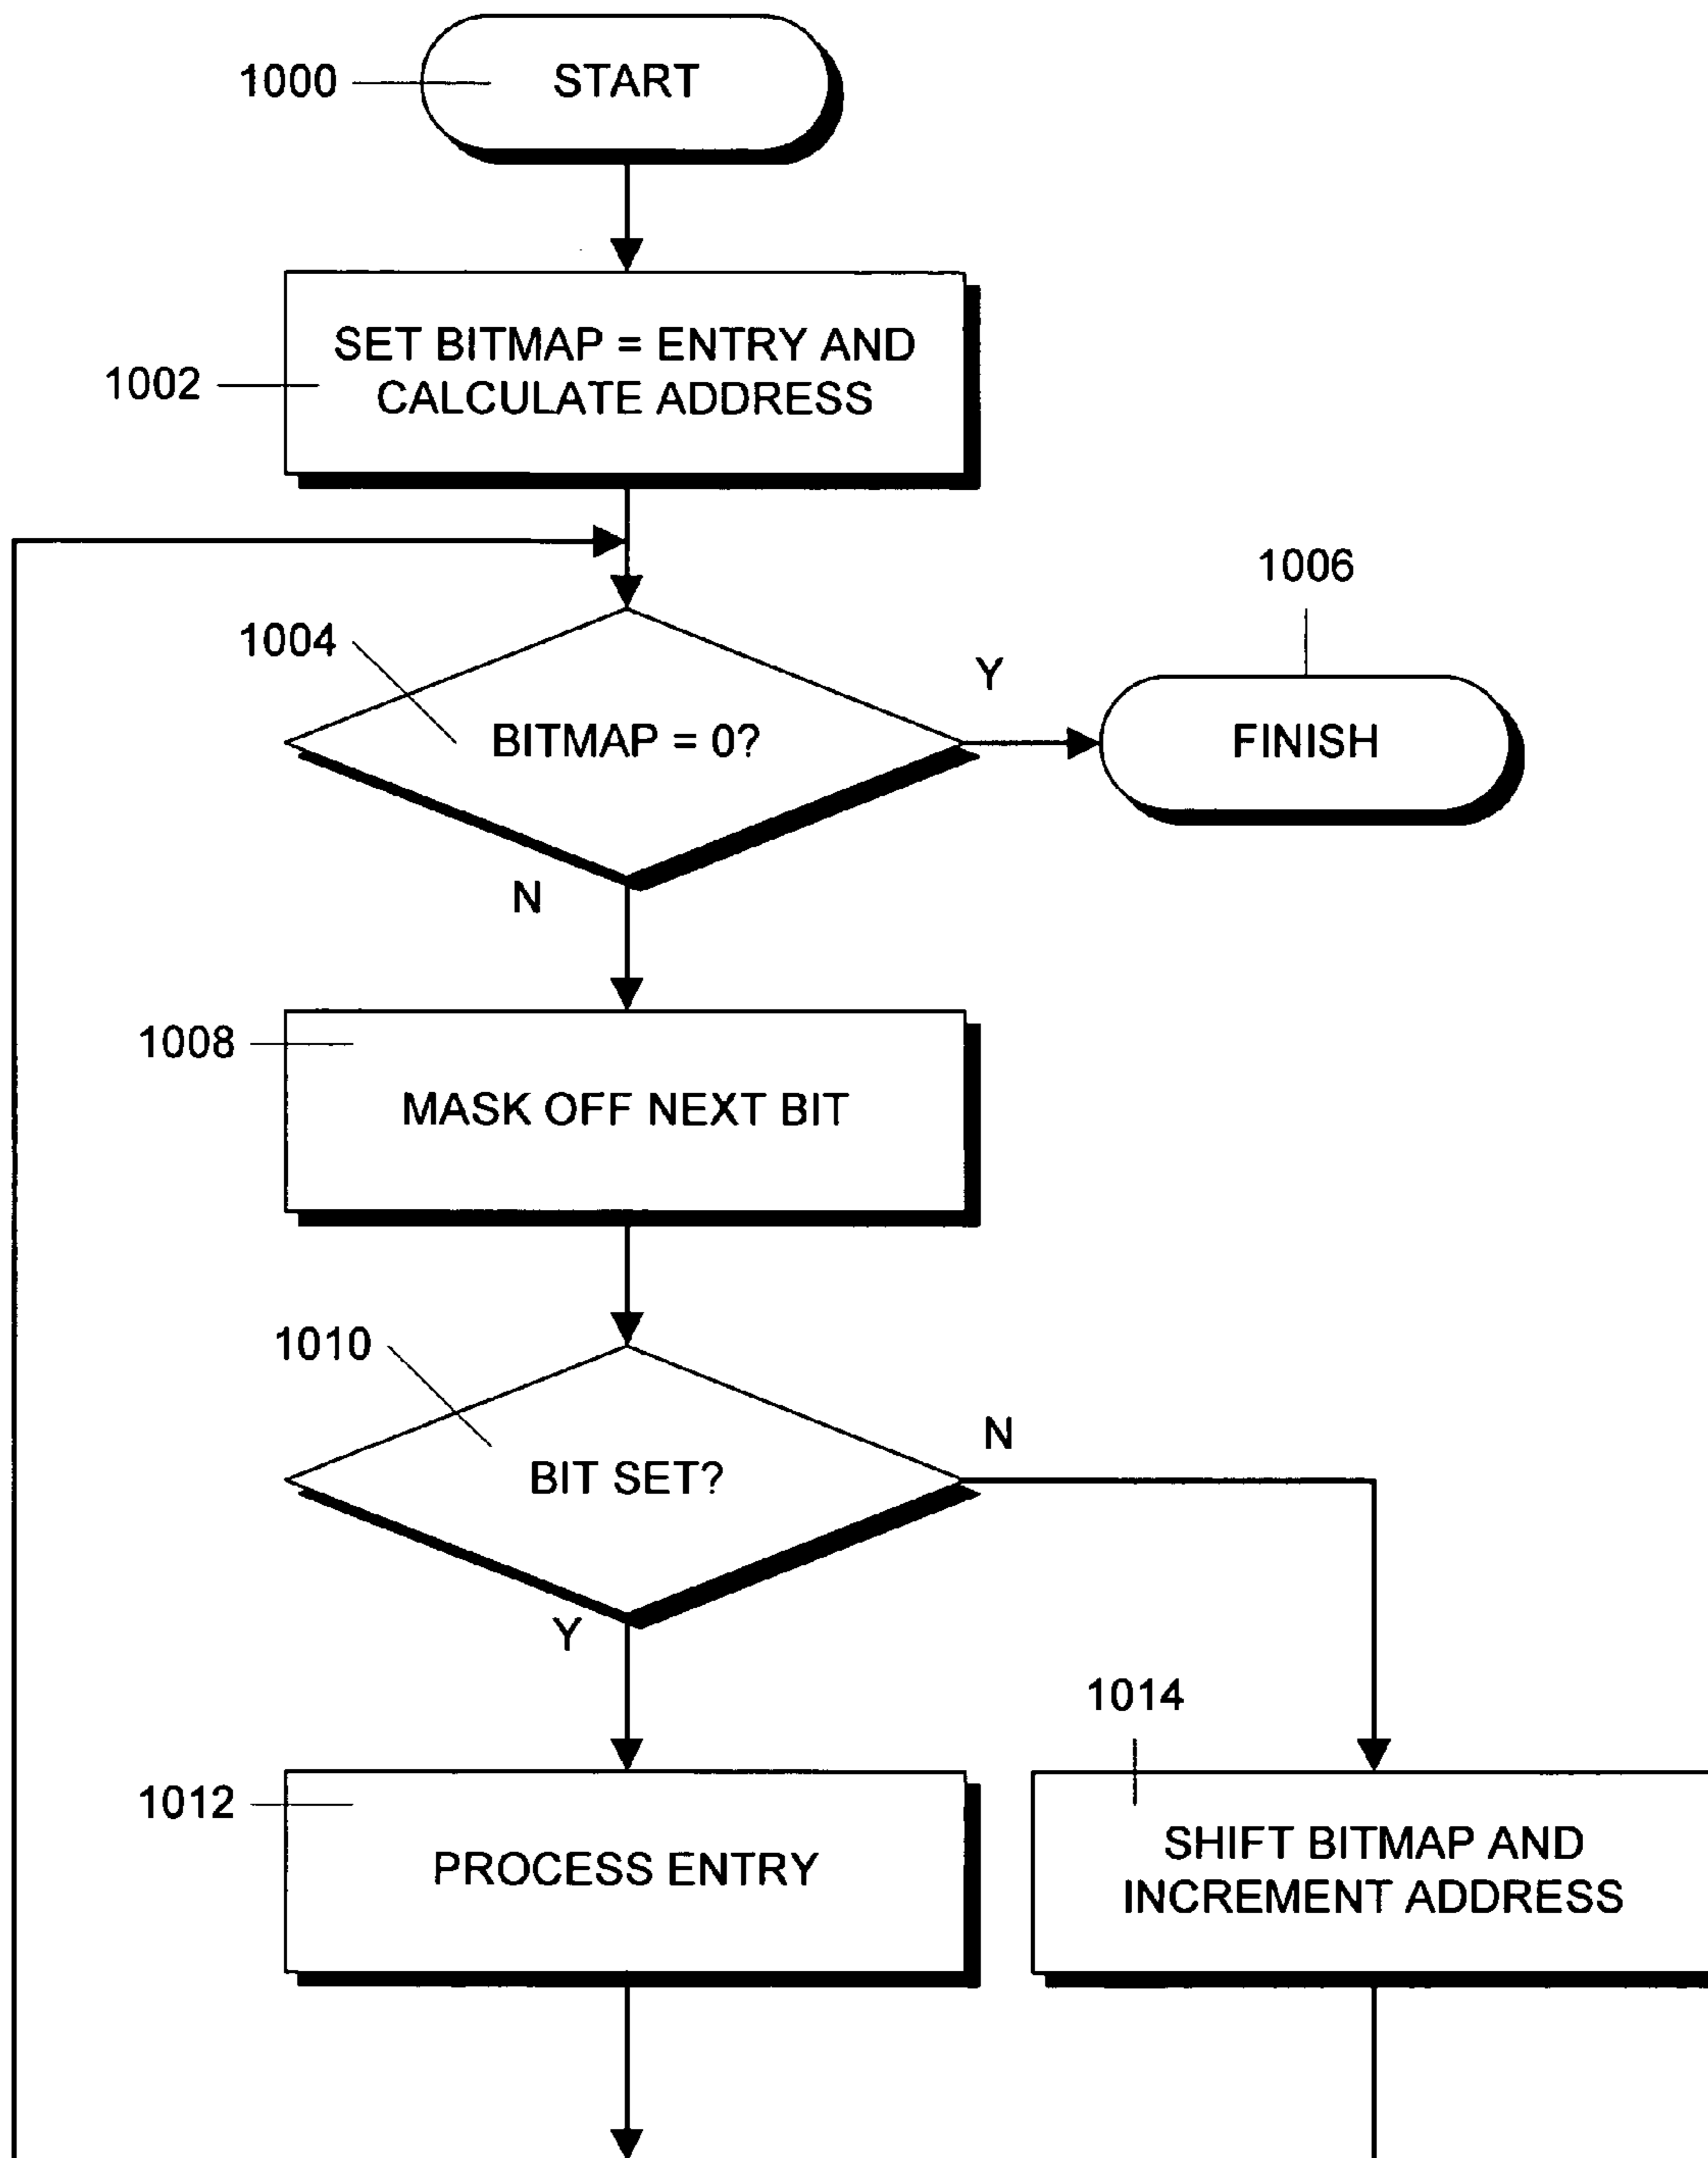 1000
START
SET BITMAP = ENTRY AND
CALCULATE ADDRESS
1002
1006
1004
Y
BITMAP = 0?
FINISH
N
1008
MASK OFF NEXT BIT
1010
N
BIT SET?
Y
1014
1012
PROCESS ENTRY
SHIFT BITMAP AND
INCREMENT ADDRESS